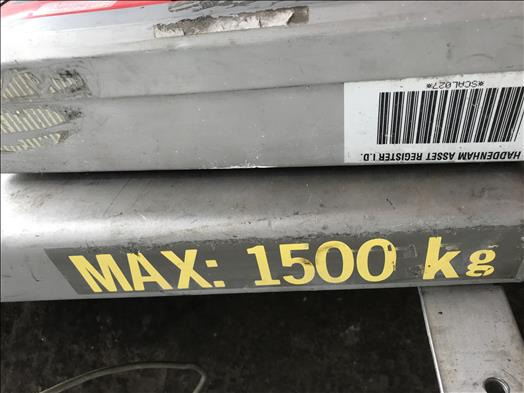 *SCAL027*
HADDENHAM ASSET REGISTER I.D.
MAX: 1500 kg